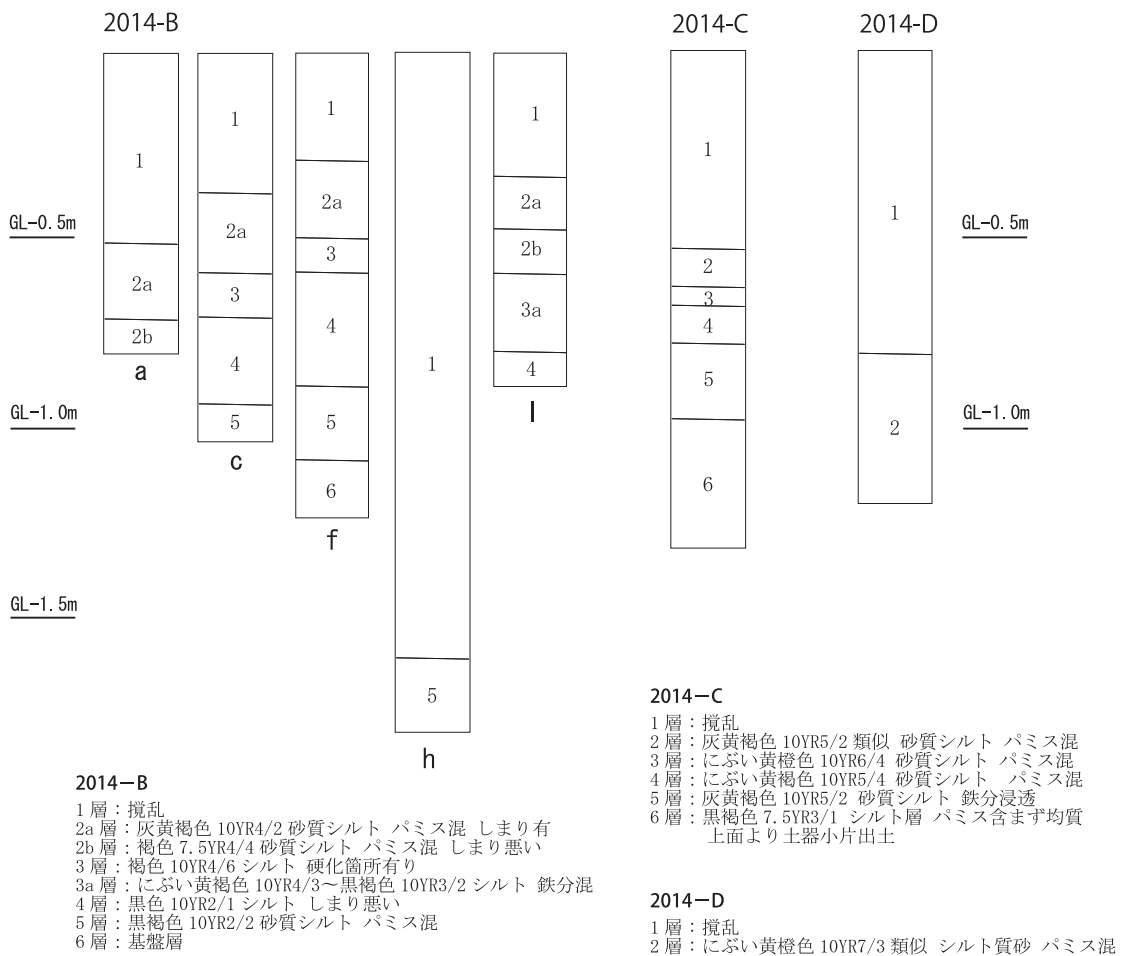 2014-B
2014-C
2014-D
GL-0.5m
GL-1.0m
GL-1.5m
1
2a
2b
a
1
2a
3
4
5
c
1
2a
3
4
5
6
f
1
5
h
1
2a
2b
3a
4
l
1
2
3
4
5
6
1
2
GL-0.5m
GL-1.0m
2014-B
1層：撹乱
2a層：灰黄褐色 10YR4/2 砂質シルト パミス混 しまり有
2b層：褐色 7.5YR4/4 砂質シルト パミス混 しまり悪い
3層：褐色 10YR4/6 シルト 硬化箇所有り
3a層：にぶい黄褐色 10YR4/3～黒褐色 10YR3/2 シルト 鉄分混
4層：黒色 10YR2/1 シルト しまり悪い
5層：黒褐色 10YR2/2 砂質シルト パミス混
6層：基盤層
2014-C
1層：撹乱
2層：灰黄褐色 10YR5/2 類似 砂質シルト パミス混
3層：にぶい黄橙色 10YR6/4 砂質シルト パミス混
4層：にぶい黄褐色 10YR5/4 砂質シルト パミス混
5層：灰黄褐色 10YR5/2 砂質シルト 鉄分浸透
6層：黒褐色 7.5YR3/1 シルト層 パミス含まず均質
上面より土器小片出土
2014-D
1層：撹乱
2層：にぶい黄橙色 10YR7/3 類似 シルト質砂 パミス混